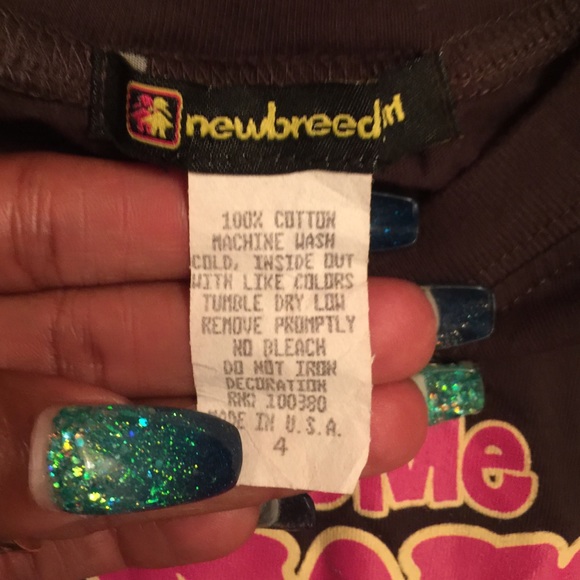 newbreed
100% COTTON
MACHINE WASH
COLD, INSIDE OUT
WITH LIKE COLORS
TUMBLE DRY LOW
REMOVE PROMPTLY
NO BLEACH
DO NOT IRON
DECORATION
RN# 100380
MADE IN U.S.A.
4
Me